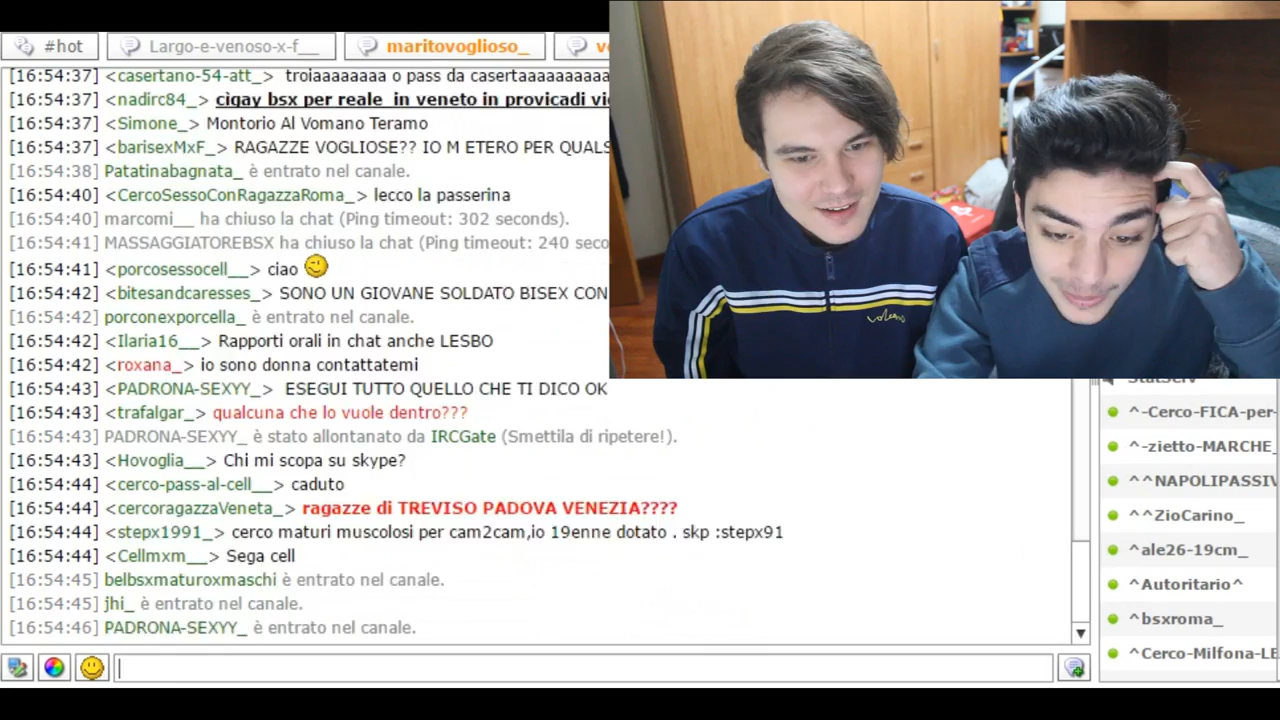 #hot
Largo-e-venoso-x-f__
maritovoglioso_
[16:54:37] <casertano-54-att_> troiaaaaaaaa o pass da casertaaaaaaaaaa
[16:54:37] <nadirc84_> cìgay bsx per reale in veneto in provicadi
[16:54:37] <Simone_> Montorio Al Vomano Teramo
[16:54:37] <barisexMxF_> RAGAZZE VOGLIOSE?? IO M ETERO PER QUALS
[16:54:38] Patatinabagnata_ è entrato nel canale.
[16:54:40] <CercoSessoConRagazzaRoma_> lecco la passerina
[16:54:40] marcomi__ ha chiuso la chat (Ping timeout: 302 seconds).
[16:54:41] MASSAGGIATOREBSX ha chiuso la chat (Ping timeout: 240 seco
[16:54:41] <porcosessocell__> ciao
[16:54:42] <bitesandcaresses_> SONO UN GIOVANE SOLDATO BISEX CON
[16:54:42] porconexporcella_ è entrato nel canale.
[16:54:42] <Ilaria16__> Rapporti orali in chat anche LESBO
[16:54:42] <roxana_> io sono donna contattatemi
[16:54:43] <PADRONA-SEXYY_> ESEGUI TUTTO QUELLO CHE TI DICO OK
[16:54:43] <trafalgar_> qualcuna che lo vuole dentro???
[16:54:43] PADRONA-SEXYY_ è stato allontanato da IRCGate (Smettila di ripetere!).
[16:54:43] <Hovoglia__> Chi mi scopa su skype?
[16:54:44] <cerco-pass-al-cell__> caduto
[16:54:44] <cercoragazzaVeneta_> ragazze di TREVISO PADOVA VENEZIA????
[16:54:44] <stepx1991_> cerco maturi muscolosi per cam2cam,io 19enne dotato . skp :stepx91
[16:54:44] <Cellmxm__> Sega cell
[16:54:45] belbsxmaturoxmaschi è entrato nel canale.
[16:54:45] jhi_ è entrato nel canale.
[16:54:46] PADRONA-SEXYY_ è entrato nel canale.
StatServ
^-Cerco-FICA-per-
^-zietto-MARCHE_
^^NAPOLIPASSIV
^^ZioCarino_
^ale26-19cm_
^Autoritario^
^bsxroma_
^Cerco-Milfona-LE